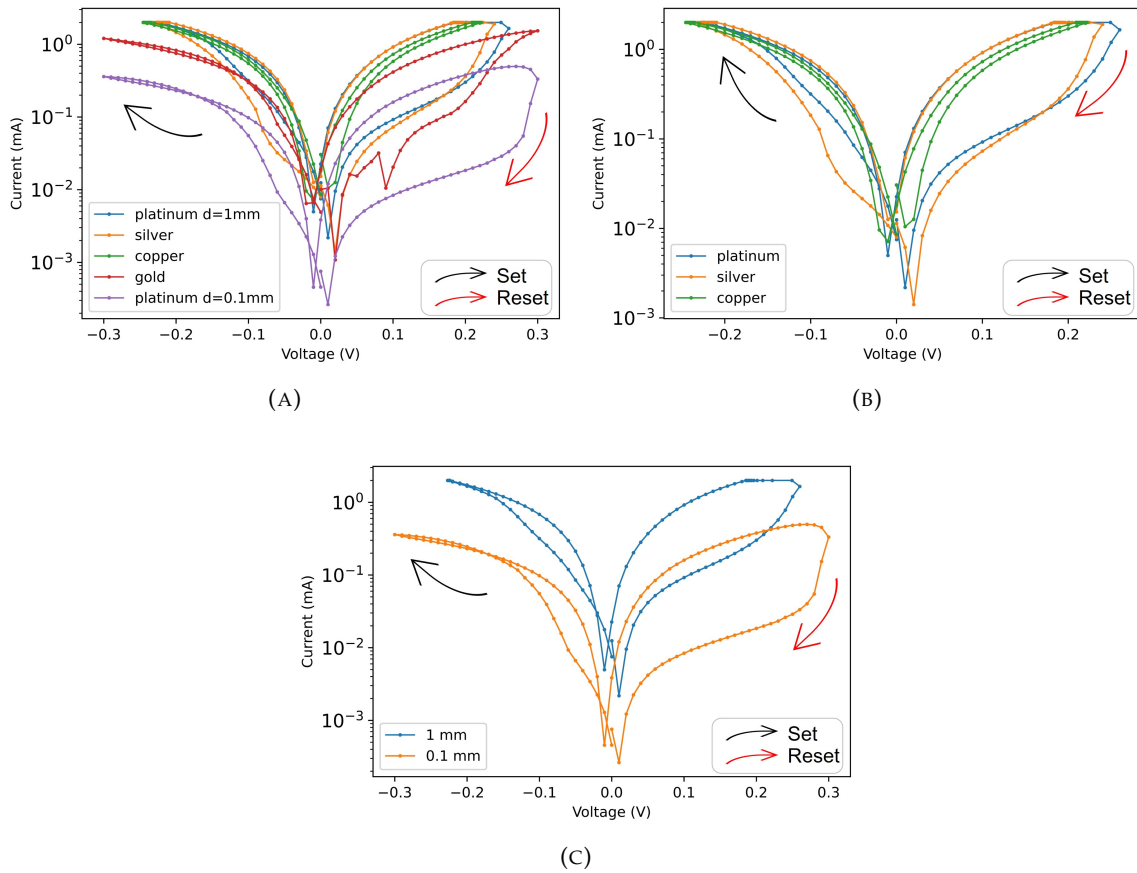 Current (mA)
10⁰
10⁻¹
10⁻²
10⁻³
platinum d=1mm
silver
copper
gold
platinum d=0.1mm
Set
Reset
−0.3 −0.2 −0.1 0.0 0.1 0.2 0.3
Voltage (V)
(A)
Current (mA)
10⁰
10⁻¹
10⁻²
10⁻³
platinum
silver
copper
Set
Reset
−0.2 −0.1 0.0 0.1 0.2
Voltage (V)
(B)
Current (mA)
10⁰
10⁻¹
10⁻²
10⁻³
1 mm
0.1 mm
Set
Reset
−0.3 −0.2 −0.1 0.0 0.1 0.2 0.3
Voltage (V)
(C)